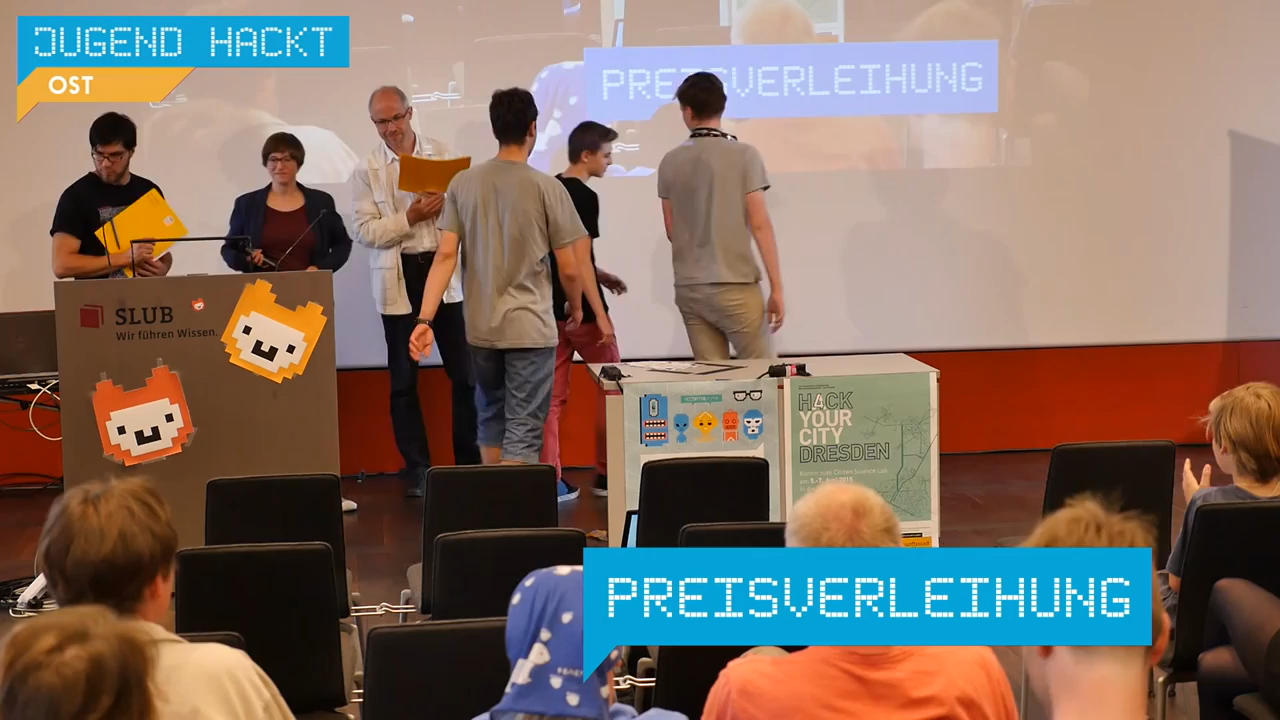 JUGEND HACKT
OST
PREISVERLEIHUNG
SLUB
Wir führen Wissen.
HACK
YOUR
CITY
DRESDEN
PREISVERLEIHUNG